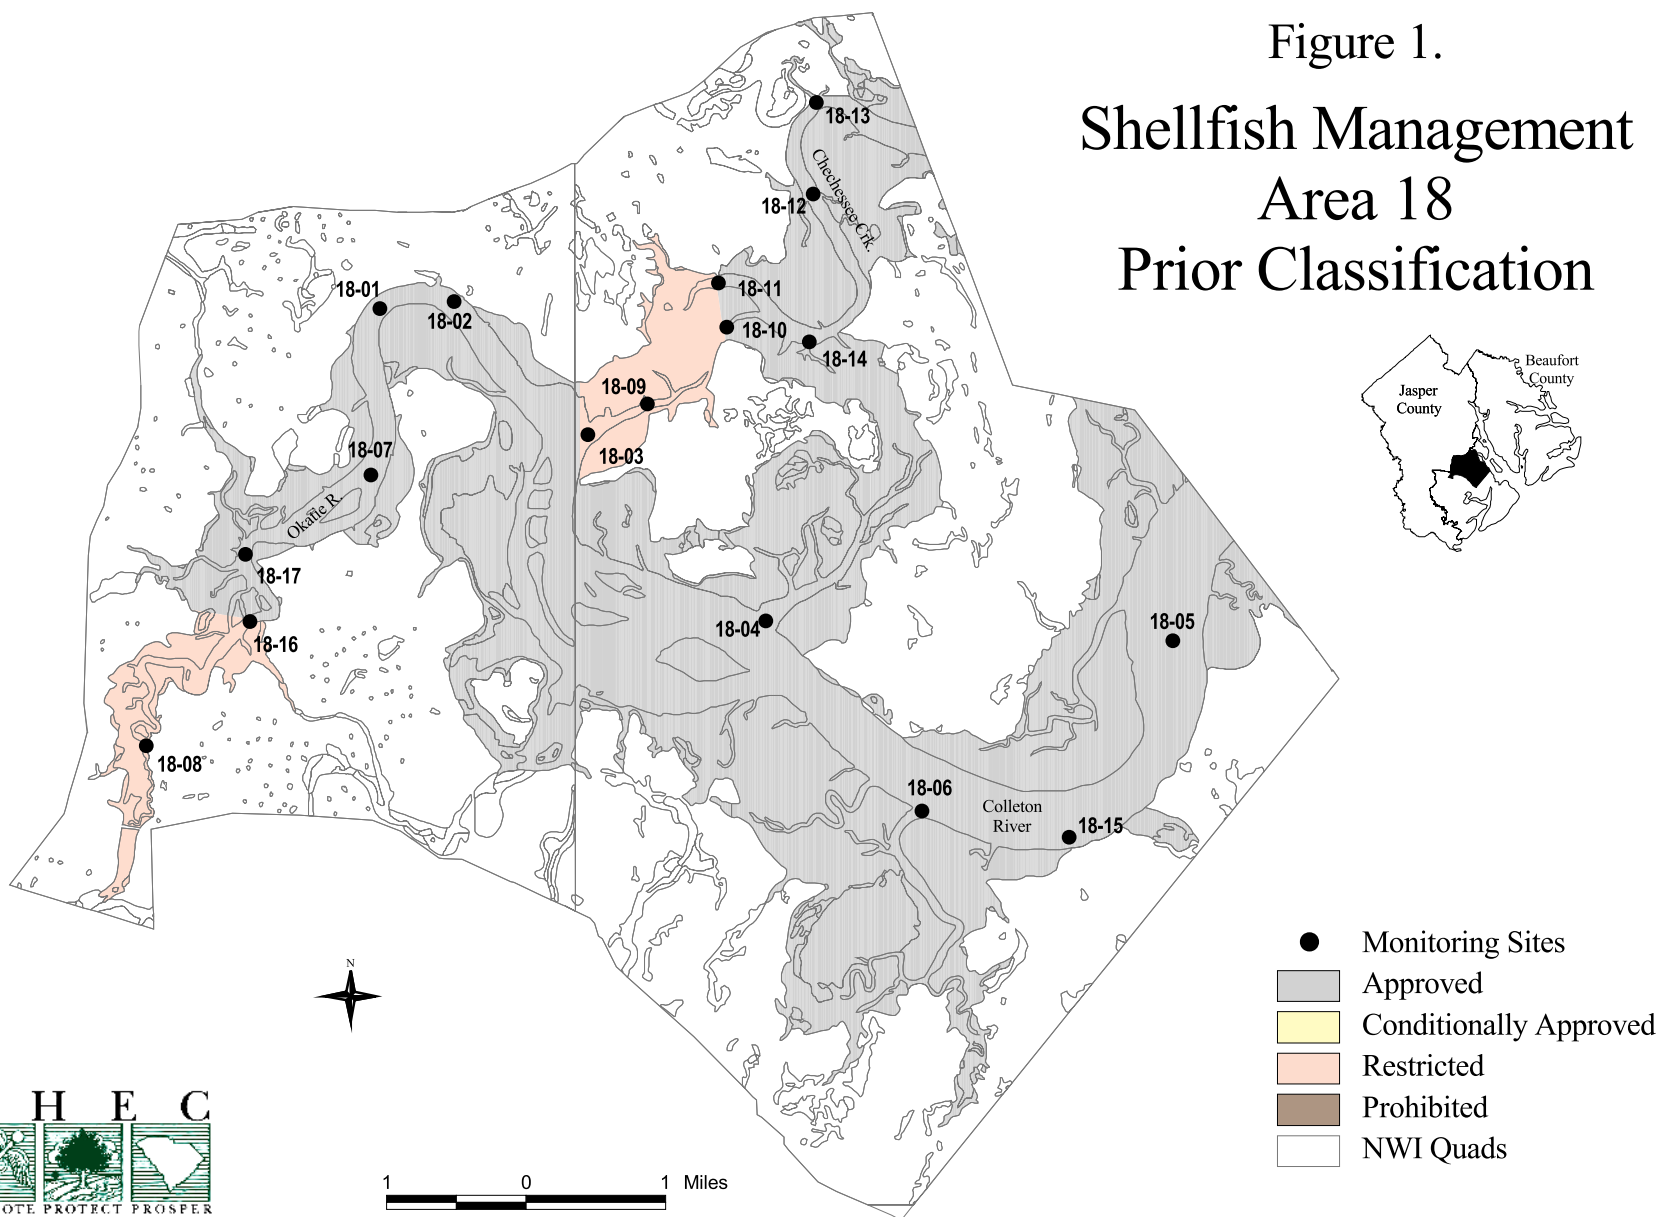 Figure 1.
Shellfish Management
Area 18
Prior Classification
18-13
Chechessee Crk.
18-12
18-01
18-02
18-11
18-10
18-14
18-09
18-03
18-07
Okatie R.
18-17
18-16
18-08
18-04
18-05
18-06
Colleton
River
18-15
Beaufort
County
Jasper
County
Monitoring Sites
Approved
Conditionally Approved
Restricted
Prohibited
NWI Quads
N
H E C
OTE PROTECT PROSPER
1 0 1 Miles